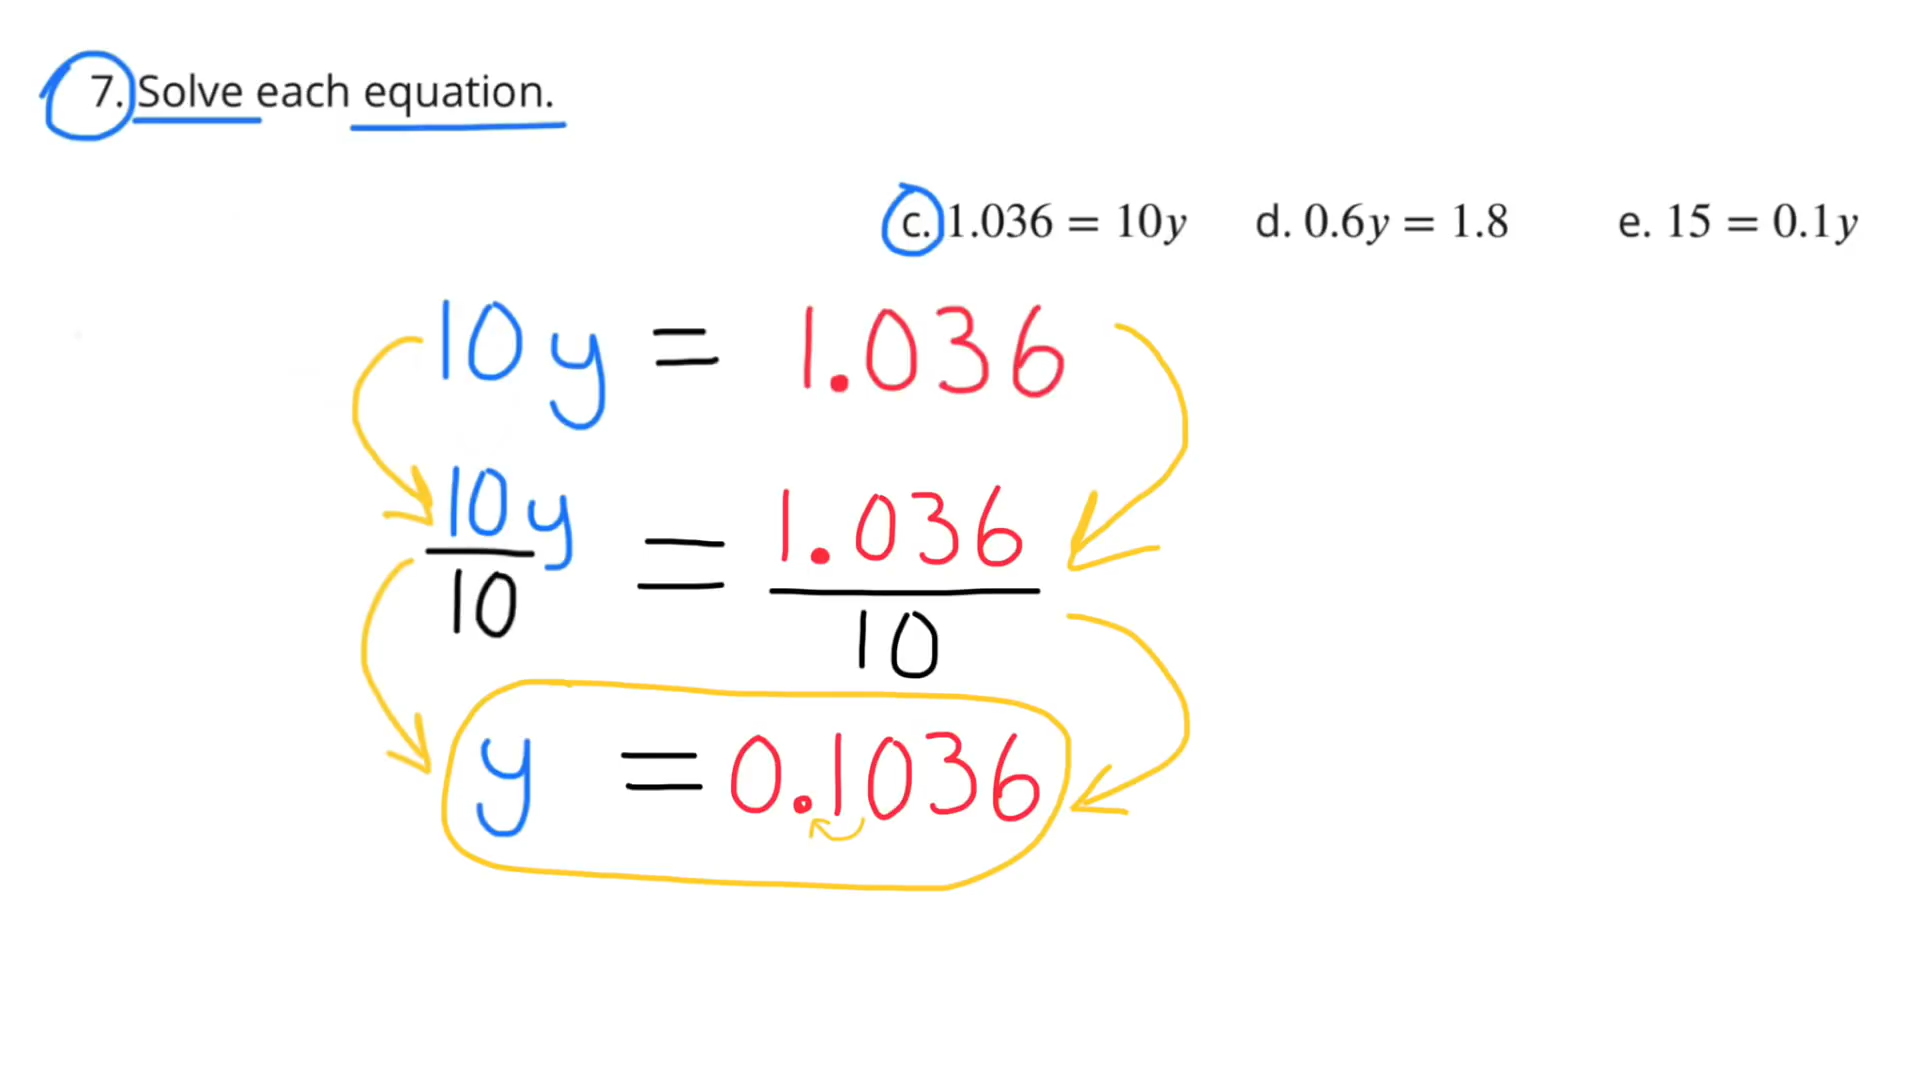 7. Solve each equation.
c. 1.036 = 10y d. 0.6y = 1.8 e. 15 = 0.1y
10y = 1.036
10y/10 = 1.036/10
y = 0.1036